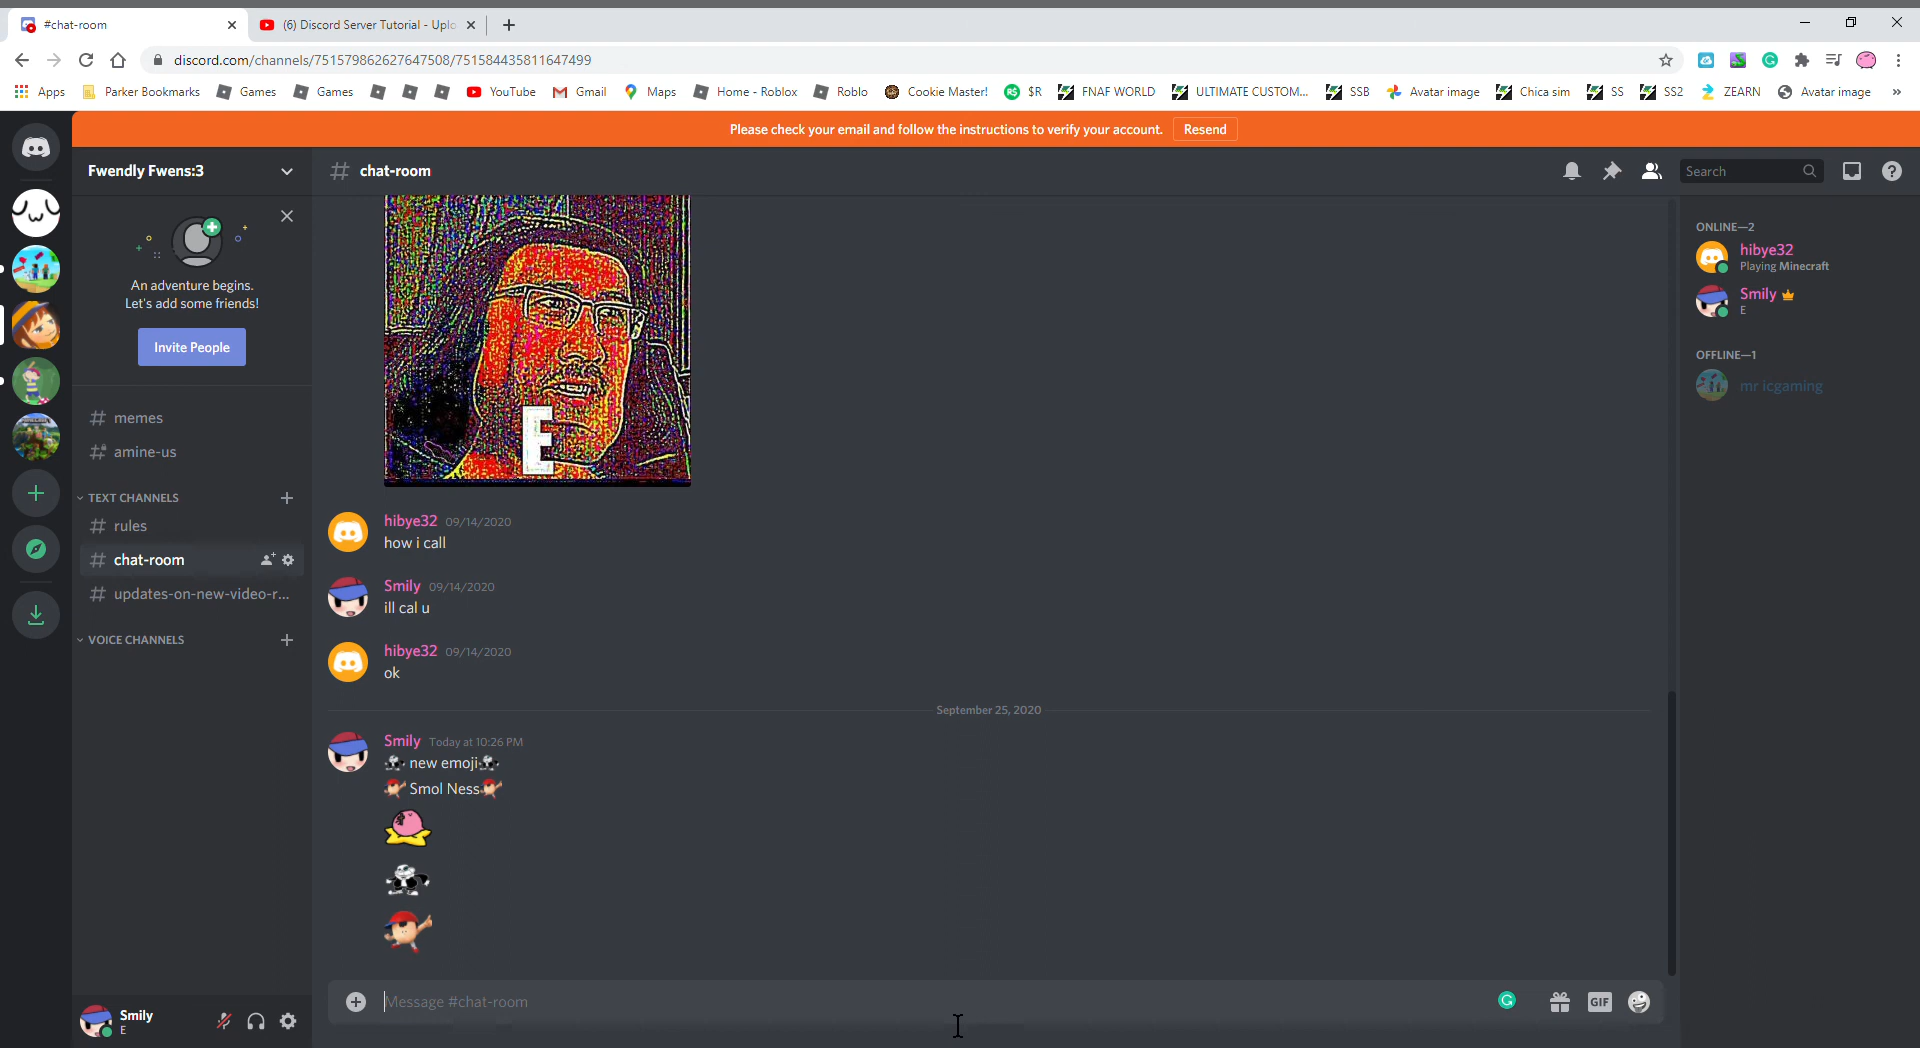 #chat-room
(6) Discord Server Tutorial - Uplo
discord.com/channels/751579862627647508/751584435811647499
Apps Parker Bookmarks Games Games YouTube Gmail Maps Home - Roblox Roblo Cookie Master! $R FNAF WORLD ULTIMATE CUSTOM... SSB Avatar image Chica sim SS SS2 ZEARN Avatar image »
Please check your email and follow the instructions to verify your account. Resend
Fwendly Fwens:3
chat-room
Search
An adventure begins.
Let's add some friends!
Invite People
memes
amine-us
TEXT CHANNELS
rules
chat-room
updates-on-new-video-r...
VOICE CHANNELS
Smily
E
E
hibye32 09/14/2020
how i call
Smily 09/14/2020
ill cal u
hibye32 09/14/2020
ok
September 25, 2020
Smily Today at 10:26 PM
new emoji
Smol Ness
Message #chat-room
GIF
ONLINE—2
hibye32
Playing Minecraft
Smily
E
OFFLINE—1
mr icgaming